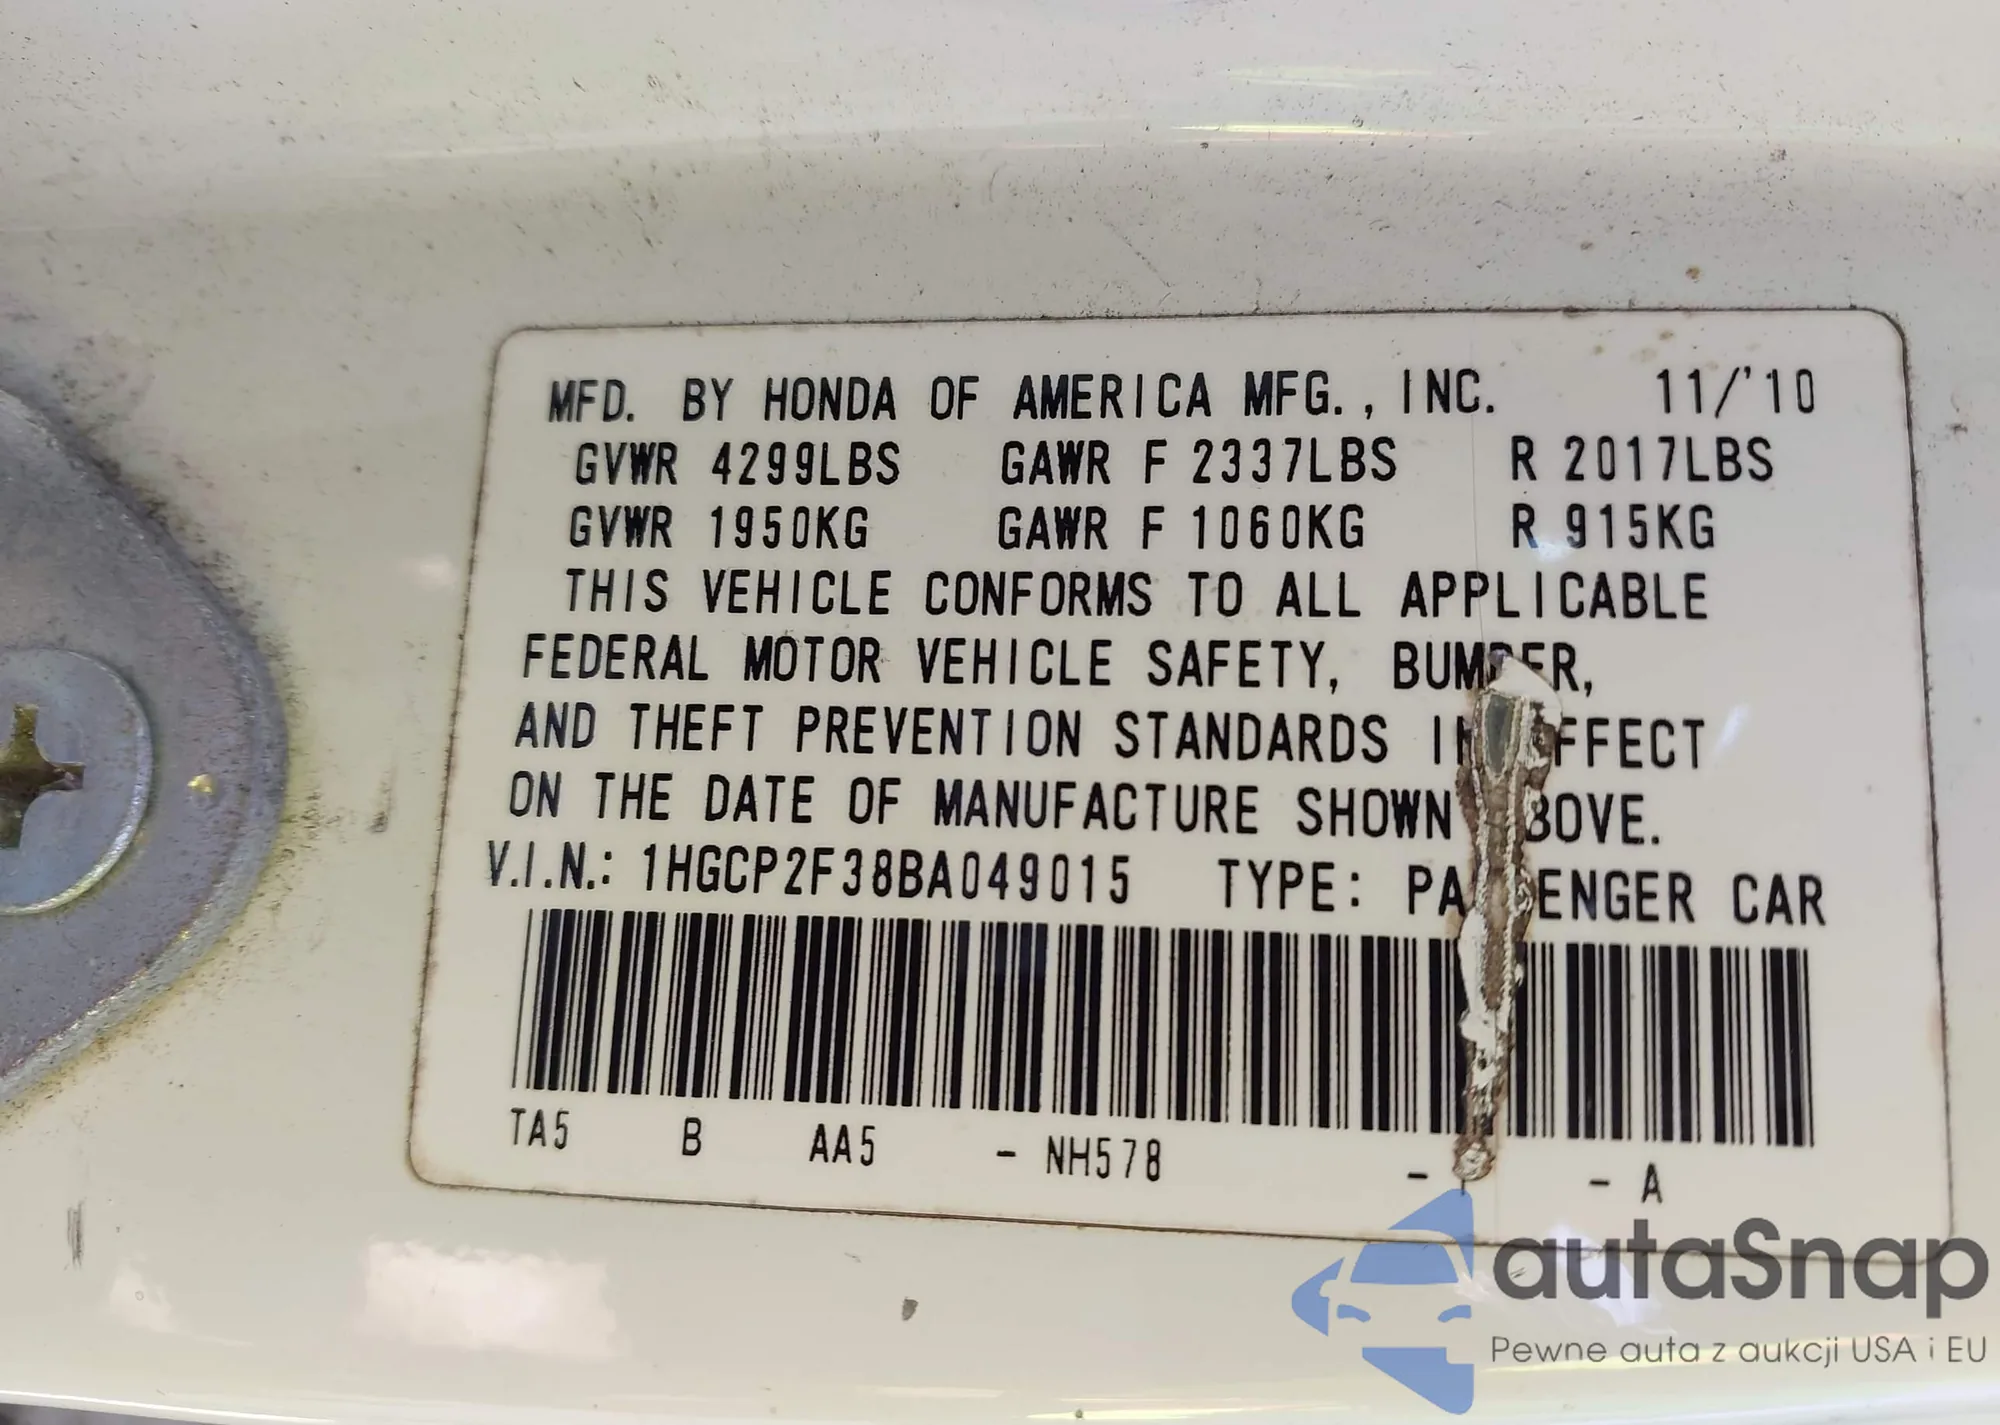 MFD. BY HONDA OF AMERICA MFG., INC. 11/'10
GVWR 4299LBS GAWR F 2337LBS R 2017LBS
GVWR 1950KG GAWR F 1060KG R 915KG
THIS VEHICLE CONFORMS TO ALL APPLICABLE
FEDERAL MOTOR VEHICLE SAFETY, BUMPER,
AND THEFT PREVENTION STANDARDS IN EFFECT
ON THE DATE OF MANUFACTURE SHOWN ABOVE.
V.I.N.: 1HGCP2F38BA049015 TYPE: PASSENGER CAR
TA5 B AA5 - NH578 - - A
autaSnap
Pewne auta z aukcji USA i EU